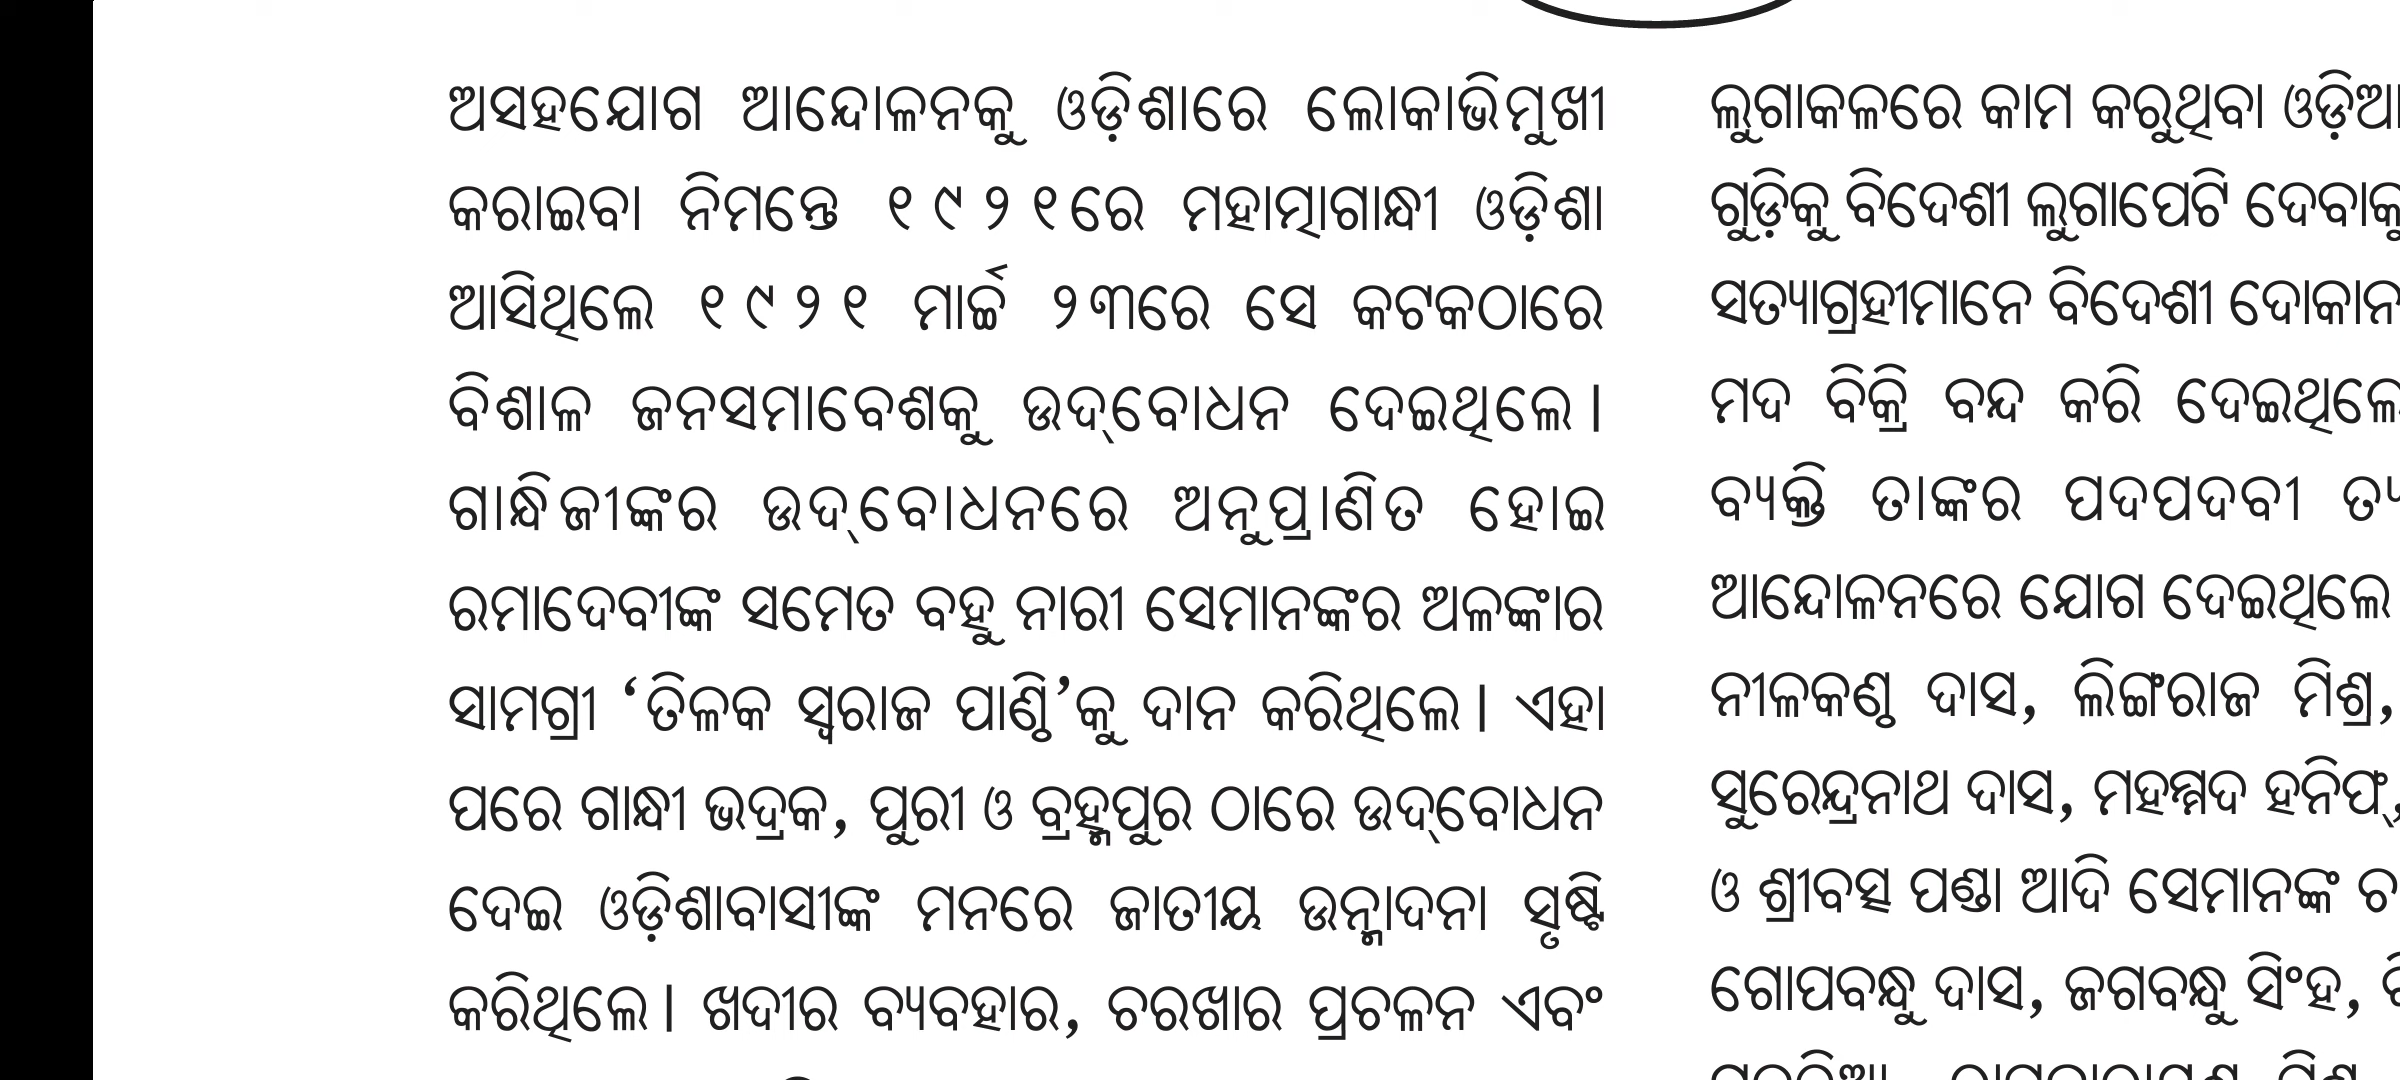 ଅସହଯୋଗ ଆନ୍ଦୋଳନକୁ ଓଡ଼ିଶାରେ ଲୋକାଭିମୁଖୀ
କରାଇବା ନିମନ୍ତେ ୧୯୨୧ରେ ମହାତ୍ମାଗାନ୍ଧୀ ଓଡ଼ିଶା
ଆସିଥିଲେ ୧୯୨୧ ମାର୍ଚ୍ଚ ୨୩ରେ ସେ କଟକଠାରେ
ବିଶାଳ ଜନସମାବେଶକୁ ଉଦ୍‌ବୋଧନ ଦେଇଥିଲେ।
ଗାନ୍ଧିଜୀଙ୍କର ଉଦ୍‌ବୋଧନରେ ଅନୁପ୍ରାଣିତ ହୋଇ
ରମାଦେବୀଙ୍କ ସମେତ ବହୁ ନାରୀ ସେମାନଙ୍କର ଅଳଙ୍କାର
ସାମଗ୍ରୀ ‘ତିଳକ ସ୍ୱରାଜ ପାଣ୍ଠି’କୁ ଦାନ କରିଥିଲେ। ଏହା
ପରେ ଗାନ୍ଧୀ ଭଦ୍ରକ, ପୁରୀ ଓ ବ୍ରହ୍ମପୁର ଠାରେ ଉଦ୍‌ବୋଧନ
ଦେଇ ଓଡ଼ିଶାବାସୀଙ୍କ ମନରେ ଜାତୀୟ ଉନ୍ମାଦନା ସୃଷ୍ଟି
କରିଥିଲେ। ଖଦୀର ବ୍ୟବହାର, ଚରଖାର ପ୍ରଚଳନ ଏବଂ
ଲୁଗାକଳରେ କାମ କରୁଥିବା
ଗୁଡ଼ିକୁ ବିଦେଶୀ ଲୁଗାପେଟି
ସତ୍ୟାଗ୍ରହୀମାନେ ବିଦେଶୀ
ମଦ ବିକ୍ରି ବନ୍ଦ କରି
ବ୍ୟକ୍ତି ତାଙ୍କର ପଦପଦବୀ
ଆନ୍ଦୋଳନରେ ଯୋଗ ଦେଇଥିଲେ
ନୀଳକଣ୍ଠ ଦାସ, ଲିଙ୍ଗରାଜ ମିଶ୍ର,
ସୁରେନ୍ଦ୍ରନାଥ ଦାସ, ମହମ୍ମଦ ହନିଫ୍,
ଓ ଶ୍ରୀବତ୍ସ ପଣ୍ଡା ଆଦି ସେମାନଙ୍କ
ଗୋପବନ୍ଧୁ ଦାସ, ଜଗବନ୍ଧୁ ସିଂହ,